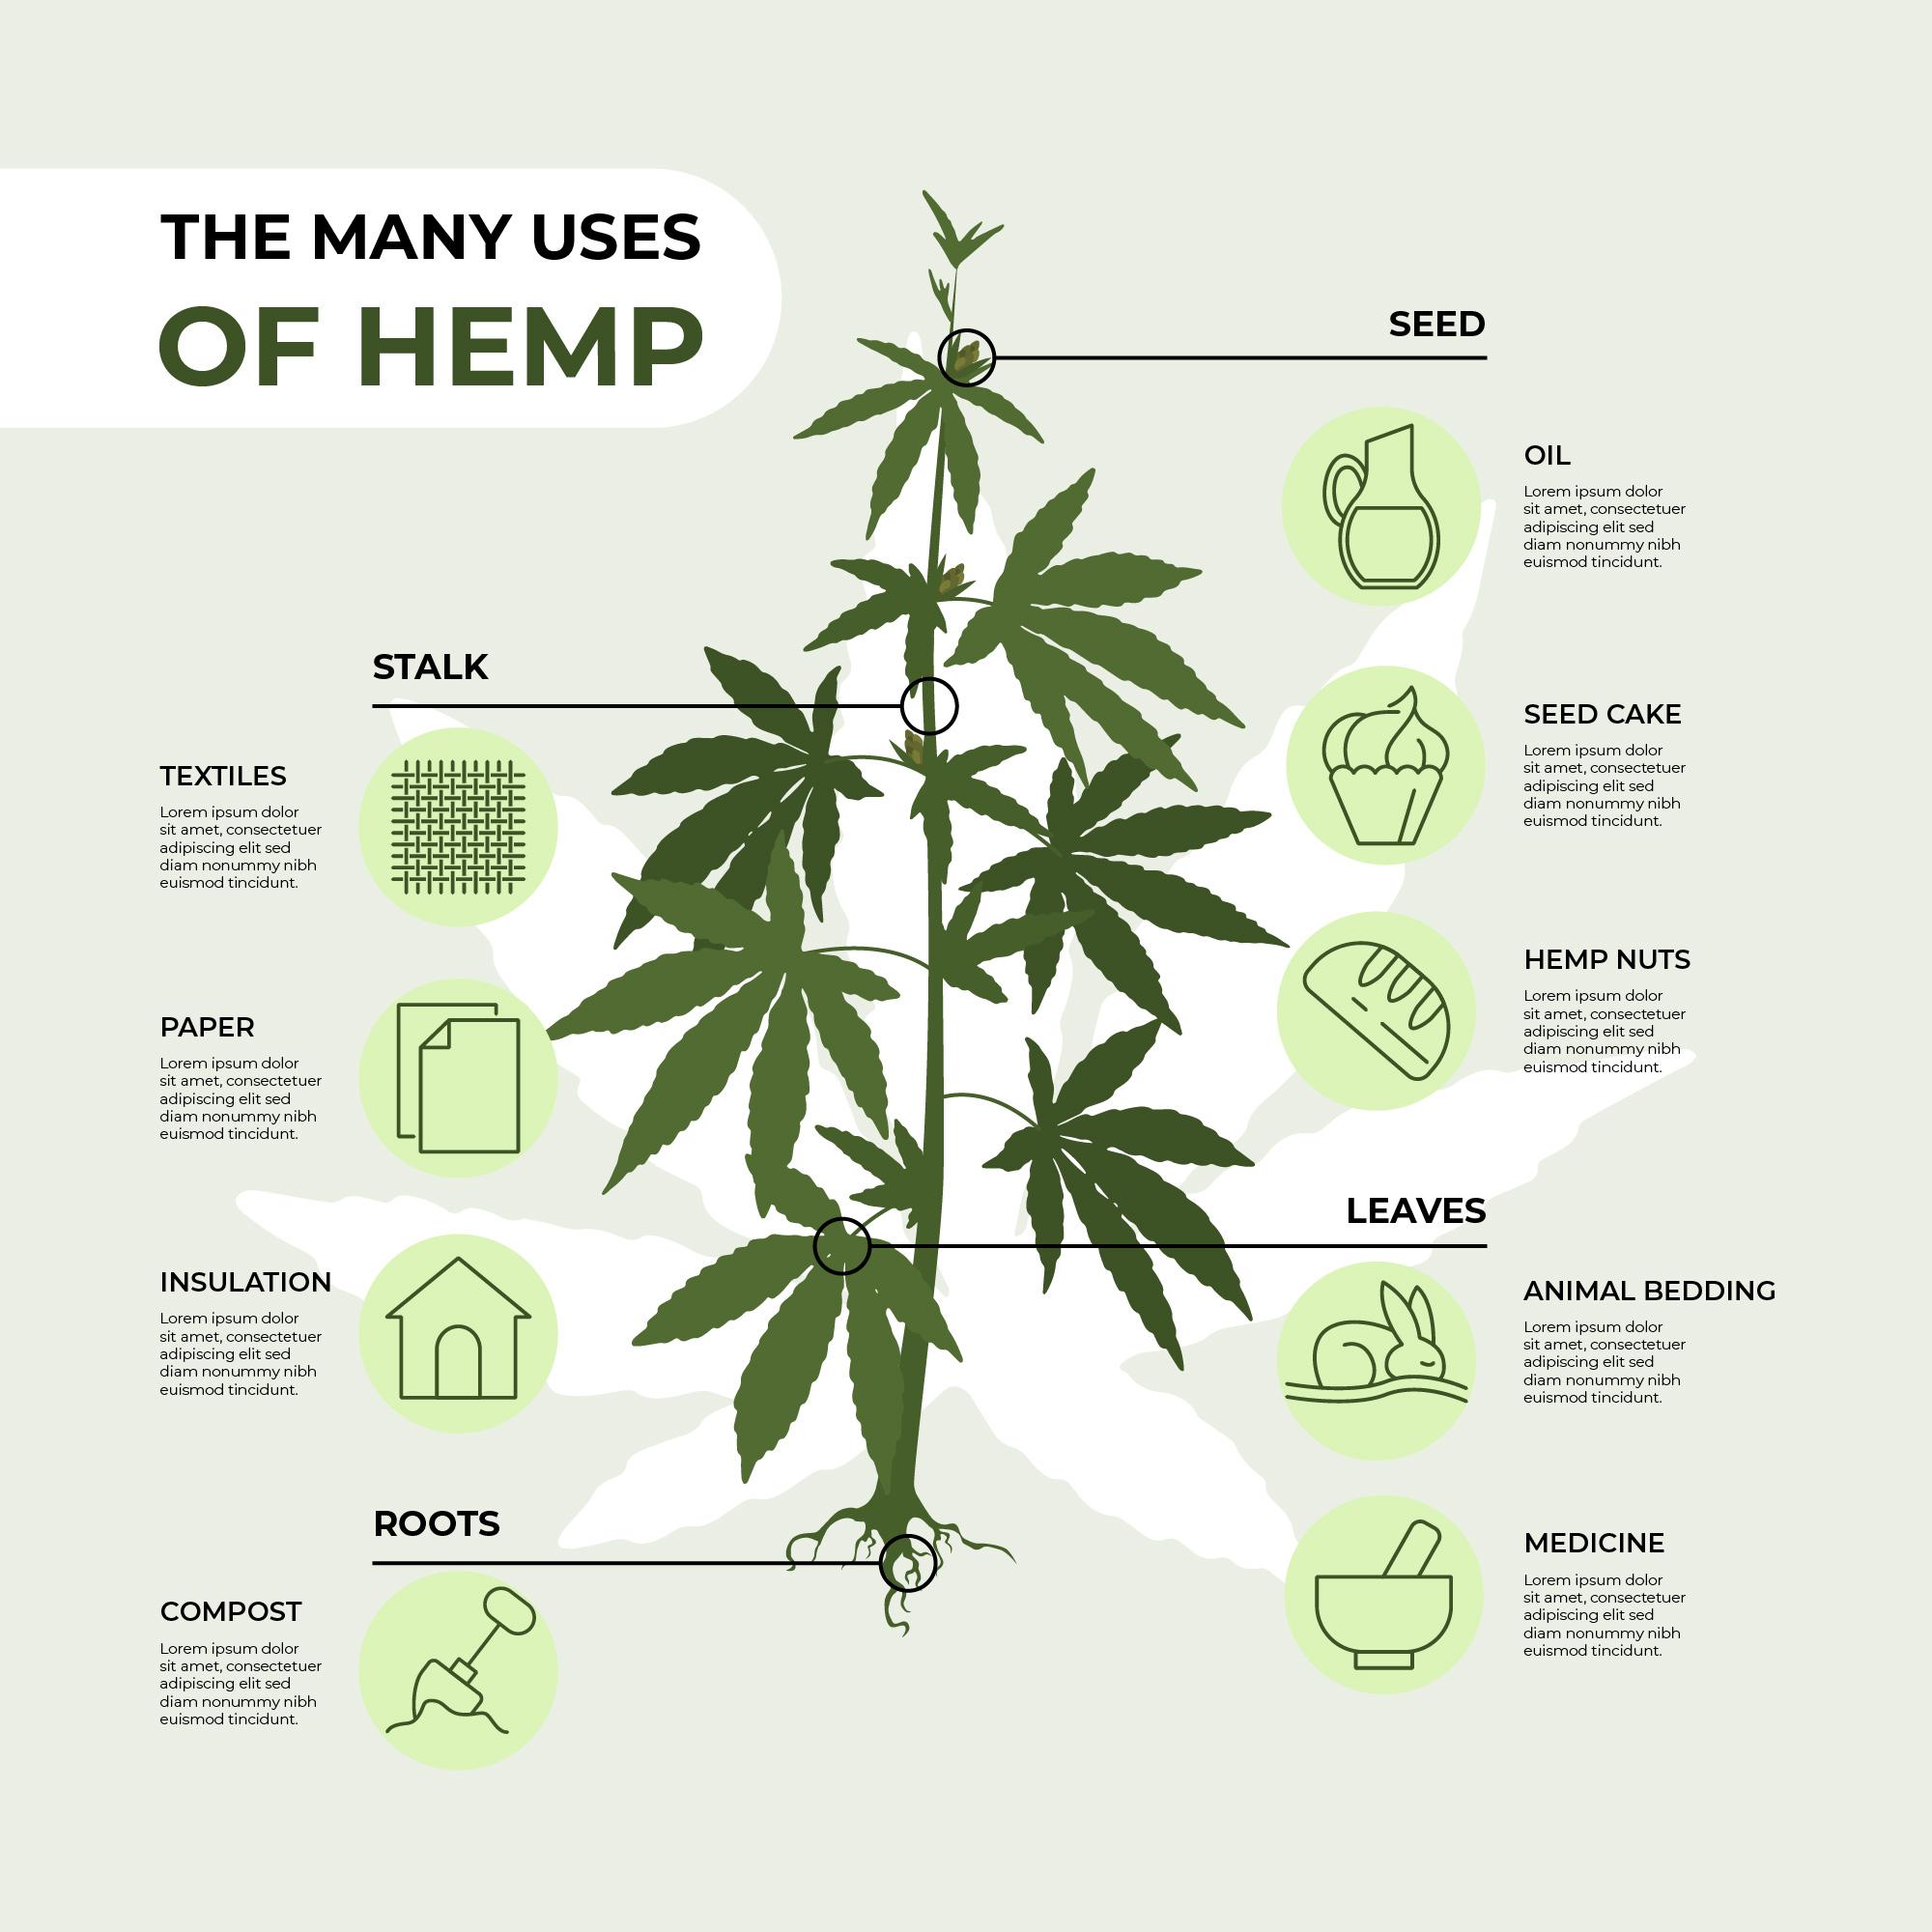 THE MANY USES
OF HEMP
SEED
OIL
Lorem ipsum dolor
sit amet, consectetuer
adipiscing elit sed
diam nonummy nibh
euismod tincidunt.
SEED CAKE
Lorem ipsum dolor
sit amet, consectetuer
adipiscing elit sed
diam nonummy nibh
euismod tincidunt.
HEMP NUTS
Lorem ipsum dolor
sit amet, consectetuer
adipiscing elit sed
diam nonummy nibh
euismod tincidunt.
STALK
TEXTILES
Lorem ipsum dolor
sit amet, consectetuer
adipiscing elit sed
diam nonummy nibh
euismod tincidunt.
PAPER
Lorem ipsum dolor
sit amet, consectetuer
adipiscing elit sed
diam nonummy nibh
euismod tincidunt.
INSULATION
Lorem ipsum dolor
sit amet, consectetuer
adipiscing elit sed
diam nonummy nibh
euismod tincidunt.
LEAVES
ANIMAL BEDDING
Lorem ipsum dolor
sit amet, consectetuer
adipiscing elit sed
diam nonummy nibh
euismod tincidunt.
MEDICINE
Lorem ipsum dolor
sit amet, consectetuer
adipiscing elit sed
diam nonummy nibh
euismod tincidunt.
ROOTS
COMPOST
Lorem ipsum dolor
sit amet, consectetuer
adipiscing elit sed
diam nonummy nibh
euismod tincidunt.